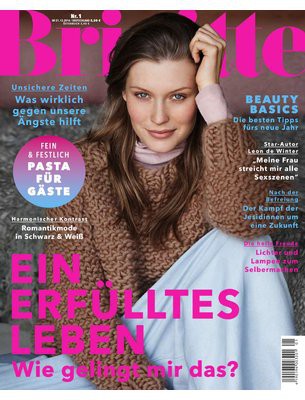 Nr. 1
Brigitte
Unsichere Zeiten
Was wirklich
gegen unsere
Ängste hilft
BEAUTY
BASICS
Die besten Tipps
fürs neue Jahr
FEIN
& FESTLICH
PASTA
FÜR
GÄSTE
Star-Autor
Leon de Winter
„Meine Frau
streicht mir alle
Sexszenen“
Nach der
Befreiung
Der Kampf der
Jesidinnen um
eine Zukunft
Harmonischer Kontrast
Romantikmode
in Schwarz & Weiß
Die helle Freude
Lichter und
Lampen zum
Selbermachen
EIN
ERFÜLLTES
LEBEN
Wie gelingt mir das?